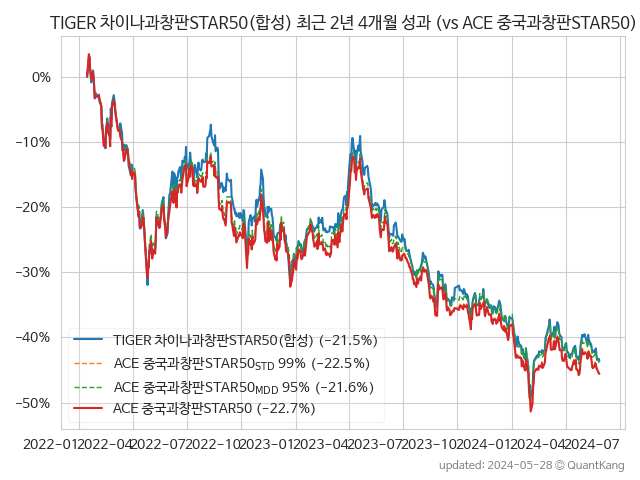 TIGER 차이나과창판STAR50(합성) 최근 2년 4개월 성과 (vs ACE 중국과창판STAR50)
0%
−10%
−20%
−30%
−40%
−50%
TIGER 차이나과창판STAR50(합성) (−21.5%)
ACE 중국과창판STAR50STD 99% (−22.5%)
ACE 중국과창판STAR50MDD 95% (−21.6%)
ACE 중국과창판STAR50 (−22.7%)
2022-01 2022-04 2022-07 2022-10 2023-01 2023-04 2023-07 2023-10 2024-01 2024-04 2024-07
updated: 2024-05-28 © QuantKang